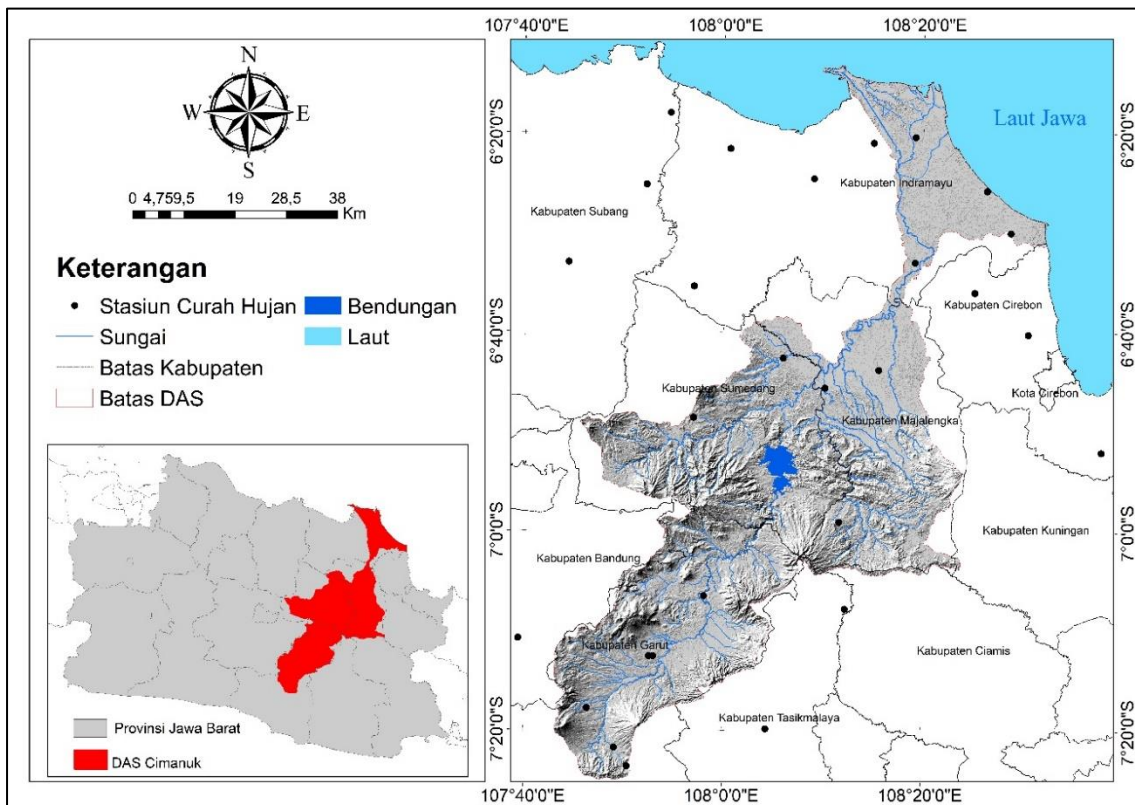 N
W E
S
0 4,75 9,5 19 28,5 38
Km
Keterangan
Stasiun Curah Hujan
Bendungan
Sungai
Laut
Batas Kabupaten
Batas DAS
Provinsi Jawa Barat
DAS Cimanuk
107°40'0"E 108°0'0"E 108°20'0"E
6°20'0"S
6°40'0"S
7°0'0"S
7°20'0"S
Laut Jawa
Kabupaten Indramayu
Kabupaten Subang
Kabupaten Cirebon
Kabupaten Sumedang
Kota Cirebon
Kabupaten Majalengka
Kabupaten Kuningan
Kabupaten Bandung
Kabupaten Garut
Kabupaten Ciamis
Kabupaten Tasikmalaya
6°20'0"S
6°40'0"S
7°0'0"S
7°20'0"S
107°40'0"E 108°0'0"E 108°20'0"E